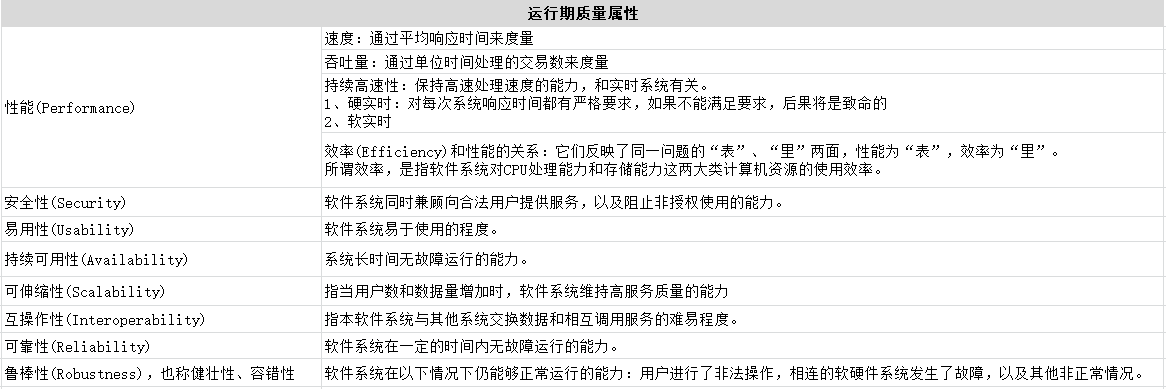 运行期质量属性
性能(Performance)
速度：通过平均响应时间来度量
吞吐量：通过单位时间处理的交易数来度量
持续高速性：保持高速处理速度的能力，和实时系统有关。
1、硬实时：对每次系统响应时间都有严格要求，如果不能满足要求，后果将是致命的
2、软实时
效率(Efficiency)和性能的关系：它们反映了同一问题的“表”、“里”两面，性能为“表”，效率为“里”。
所谓效率，是指软件系统对CPU处理能力和存储能力这两大类计算机资源的使用效率。
安全性(Security)
软件系统同时兼顾向合法用户提供服务，以及阻止非授权使用的能力。
易用性(Usability)
软件系统易于使用的程度。
持续可用性(Availability)
系统长时间无故障运行的能力。
可伸缩性(Scalability)
指当用户数和数据量增加时，软件系统维持高服务质量的能力
互操作性(Interoperability)
指本软件系统与其他系统交换数据和相互调用服务的难易程度。
可靠性(Reliability)
软件系统在一定的时间内无故障运行的能力。
鲁棒性(Robustness)，也称健壮性、容错性
软件系统在以下情况下仍能够正常运行的能力：用户进行了非法操作，相连的软硬件系统发生了故障，以及其他非正常情况。